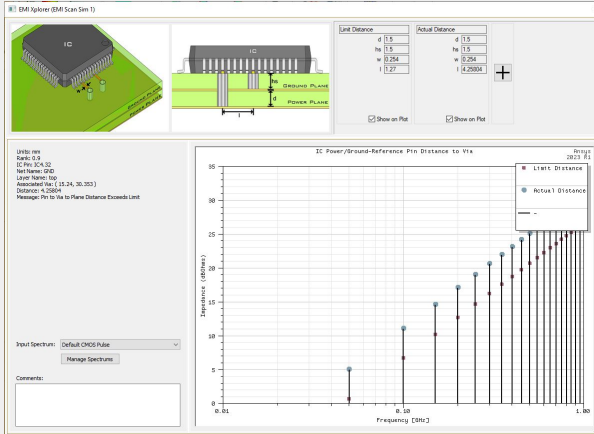 EMI Xplorer (EMI Scan Sim 1)
IC
w
l
GROUND PLANE
POWER PLANE
IC
hs
GROUND PLANE
d
POWER PLANE
l
Limit Distance
d 1.5
hs 1.5
w 0.254
l 1.27
Show on Plot
Actual Distance
d 1.5
hs 1.5
w 0.254
l 4.25804
Show on Plot
+
Units: mm
Rank: 0.9
IC Pin: IC4.32
Net Name: GND
Layer Name: top
Associated Via: ( 15.24, 30.353 )
Distance: 4.25804
Message: Pin to Via to Plane Distance Exceeds Limit
Input Spectrum: Default CMOS Pulse
Manage Spectrums
Comments:
IC Power/Ground-Reference Pin Distance to Via
Ansys
2023 R1
Limit Distance
Actual Distance
-
Impedance (dBOhms)
35
30
25
20
15
10
5
0
0.01 0.10 1.00
Frequency [GHz]